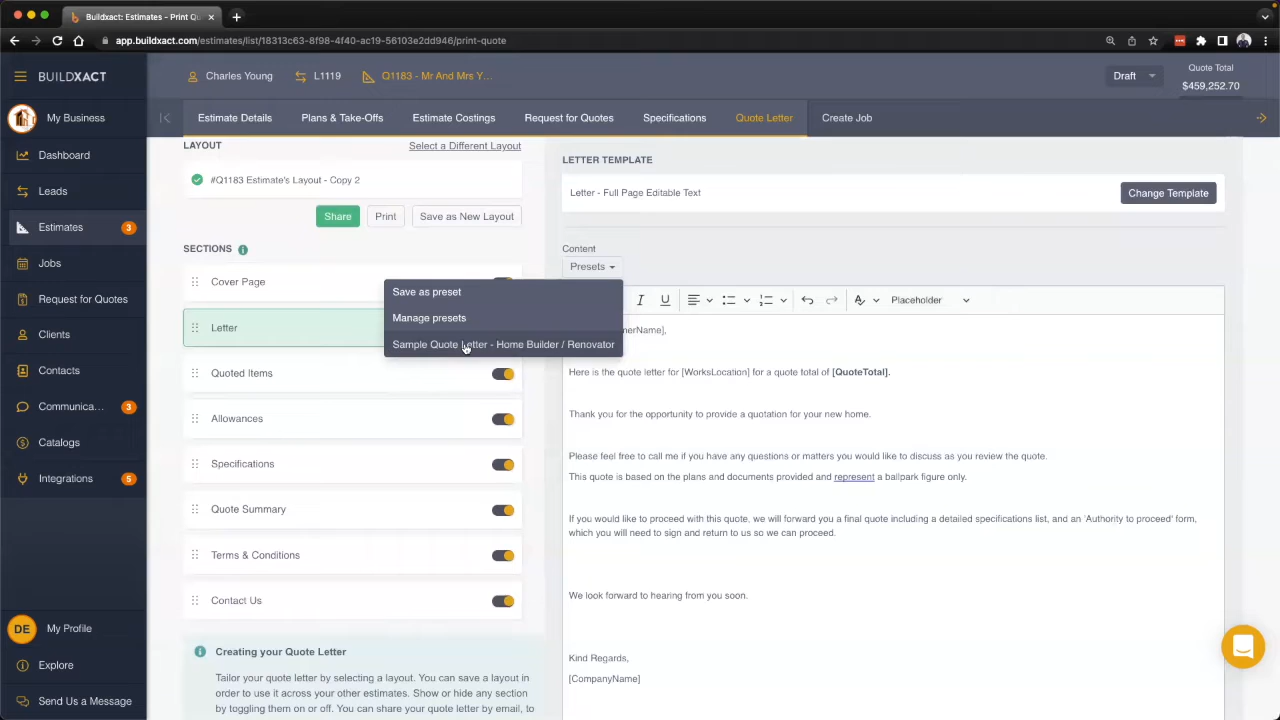 Buildxact: Estimates - Print Qu
app.buildxact.com/estimates/list/18313c63-8f98-4f40-ac19-56103e2dd946/print-quote
BUILDXACT
Charles Young
L1119
Q1183 - Mr And Mrs Y...
Draft
Quote Total
$459,252.70
My Business
Dashboard
Leads
Estimates
3
Jobs
Request for Quotes
Clients
Contacts
Communica...
3
Catalogs
Integrations
5
DE
My Profile
Explore
Send Us a Message
Estimate Details
Plans & Take-Offs
Estimate Costings
Request for Quotes
Specifications
Quote Letter
Create Job
LAYOUT
Select a Different Layout
#Q1183 Estimate's Layout - Copy 2
Share
Print
Save as New Layout
SECTIONS
Cover Page
Letter
Quoted Items
Allowances
Specifications
Quote Summary
Terms & Conditions
Contact Us
Creating your Quote Letter
Tailor your quote letter by selecting a layout. You can save a layout in
order to use it across your other estimates. Show or hide any section
by toggling them on or off. You can share your quote letter by email, to
LETTER TEMPLATE
Letter - Full Page Editable Text
Change Template
Content
Presets
Save as preset
Manage presets
Sample Quote Letter - Home Builder / Renovator
I
U
A
Placeholder
merName],
Here is the quote letter for [WorksLocation] for a quote total of [QuoteTotal].
Thank you for the opportunity to provide a quotation for your new home.
Please feel free to call me if you have any questions or matters you would like to discuss as you review the quote.
This quote is based on the plans and documents provided and represent a ballpark figure only.
If you would like to proceed with this quote, we will forward you a final quote including a detailed specifications list, and an 'Authority to proceed' form,
which you will need to sign and return to us so we can proceed.
We look forward to hearing from you soon.
Kind Regards,
[CompanyName]